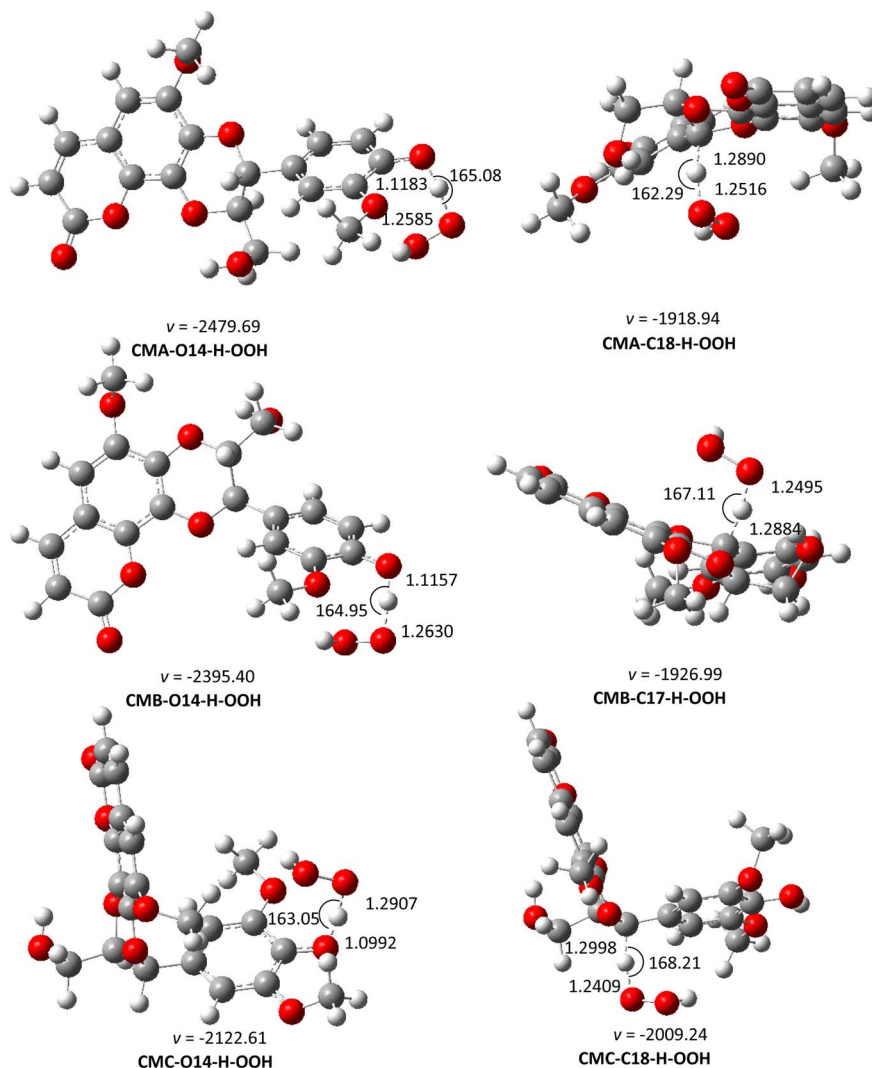 1.1183
165.08
1.2585
ν = -2479.69
CMA-O14-H-OOH
1.2890
162.29
1.2516
ν = -1918.94
CMA-C18-H-OOH
1.1157
164.95
1.2630
ν = -2395.40
CMB-O14-H-OOH
167.11
1.2495
1.2884
ν = -1926.99
CMB-C17-H-OOH
163.05
1.2907
1.0992
ν = -2122.61
CMC-O14-H-OOH
1.2998
168.21
1.2409
ν = -2009.24
CMC-C18-H-OOH